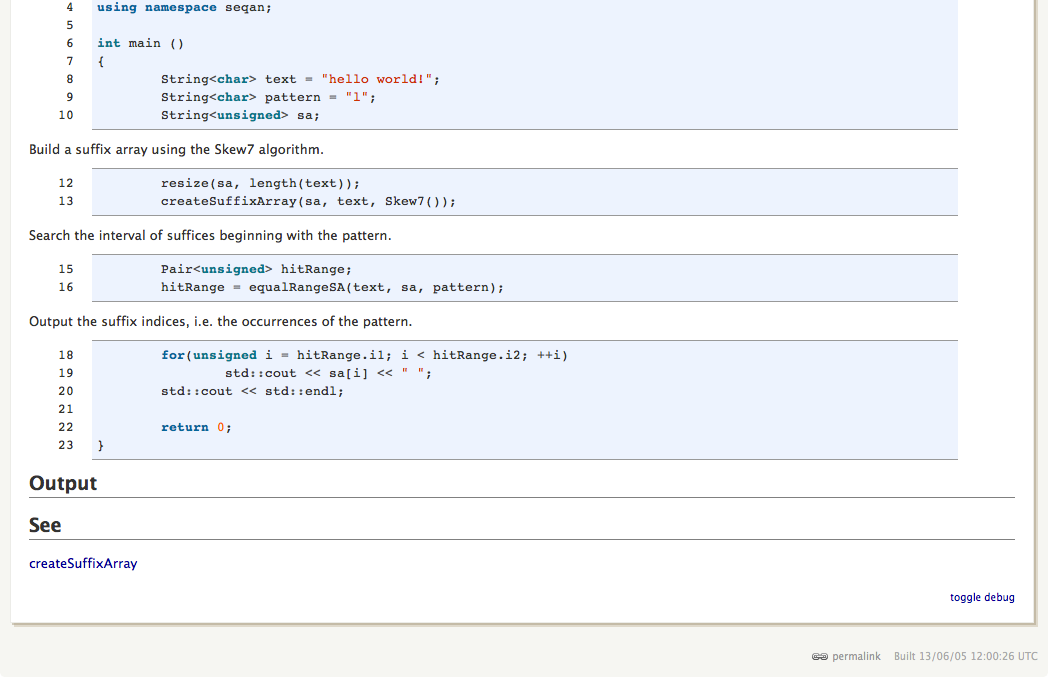 4 using namespace seqan;
5
6 int main ()
7 {
8 String<char> text = "hello world!";
9 String<char> pattern = "l";
10 String<unsigned> sa;
Build a suffix array using the Skew7 algorithm.
12 resize(sa, length(text));
13 createSuffixArray(sa, text, Skew7());
Search the interval of suffices beginning with the pattern.
15 Pair<unsigned> hitRange;
16 hitRange = equalRangeSA(text, sa, pattern);
Output the suffix indices, i.e. the occurrences of the pattern.
18 for(unsigned i = hitRange.i1; i < hitRange.i2; ++i)
19 std::cout << sa[i] << " ";
20 std::cout << std::endl;
21
22 return 0;
23 }
Output
See
createSuffixArray
toggle debug
permalink Built 13/06/05 12:00:26 UTC